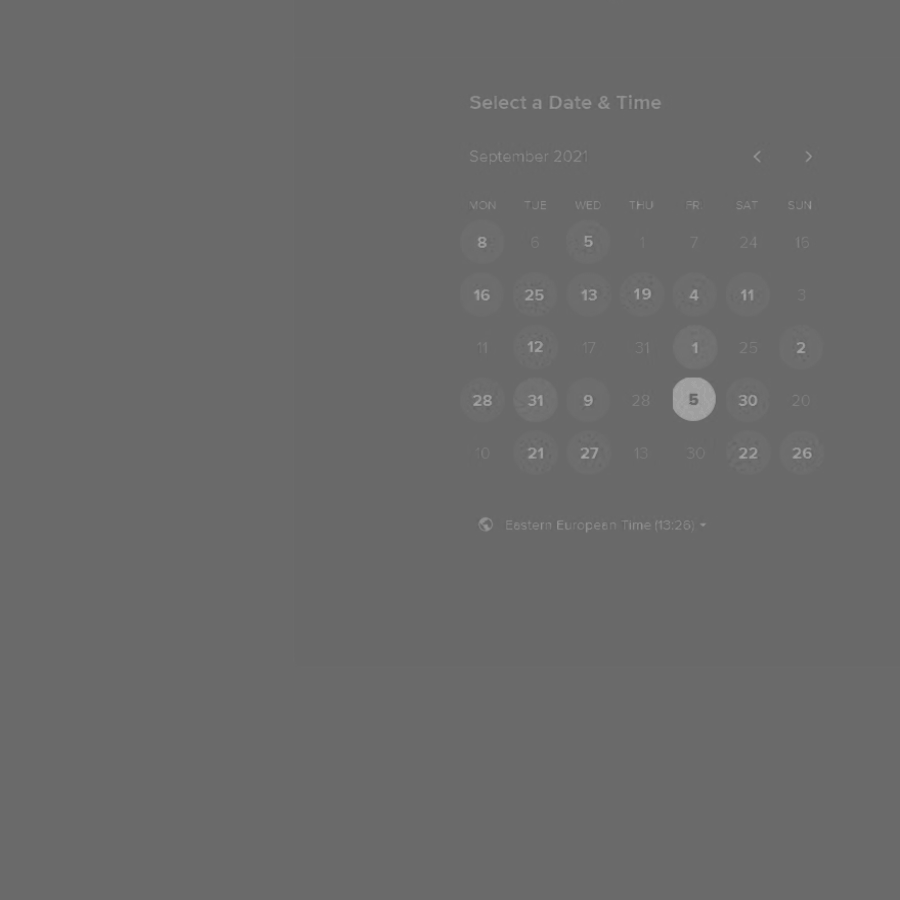 Select a Date & Time
September 2021
MON TUE WED THU FRI SAT SUN
8 6 5 1 7 24 15
16 25 13 19 4 11 3
11 12 17 31 1 25 2
28 31 9 28 5 30 20
10 21 27 18 30 22 26
Eastern European Time (13:26)